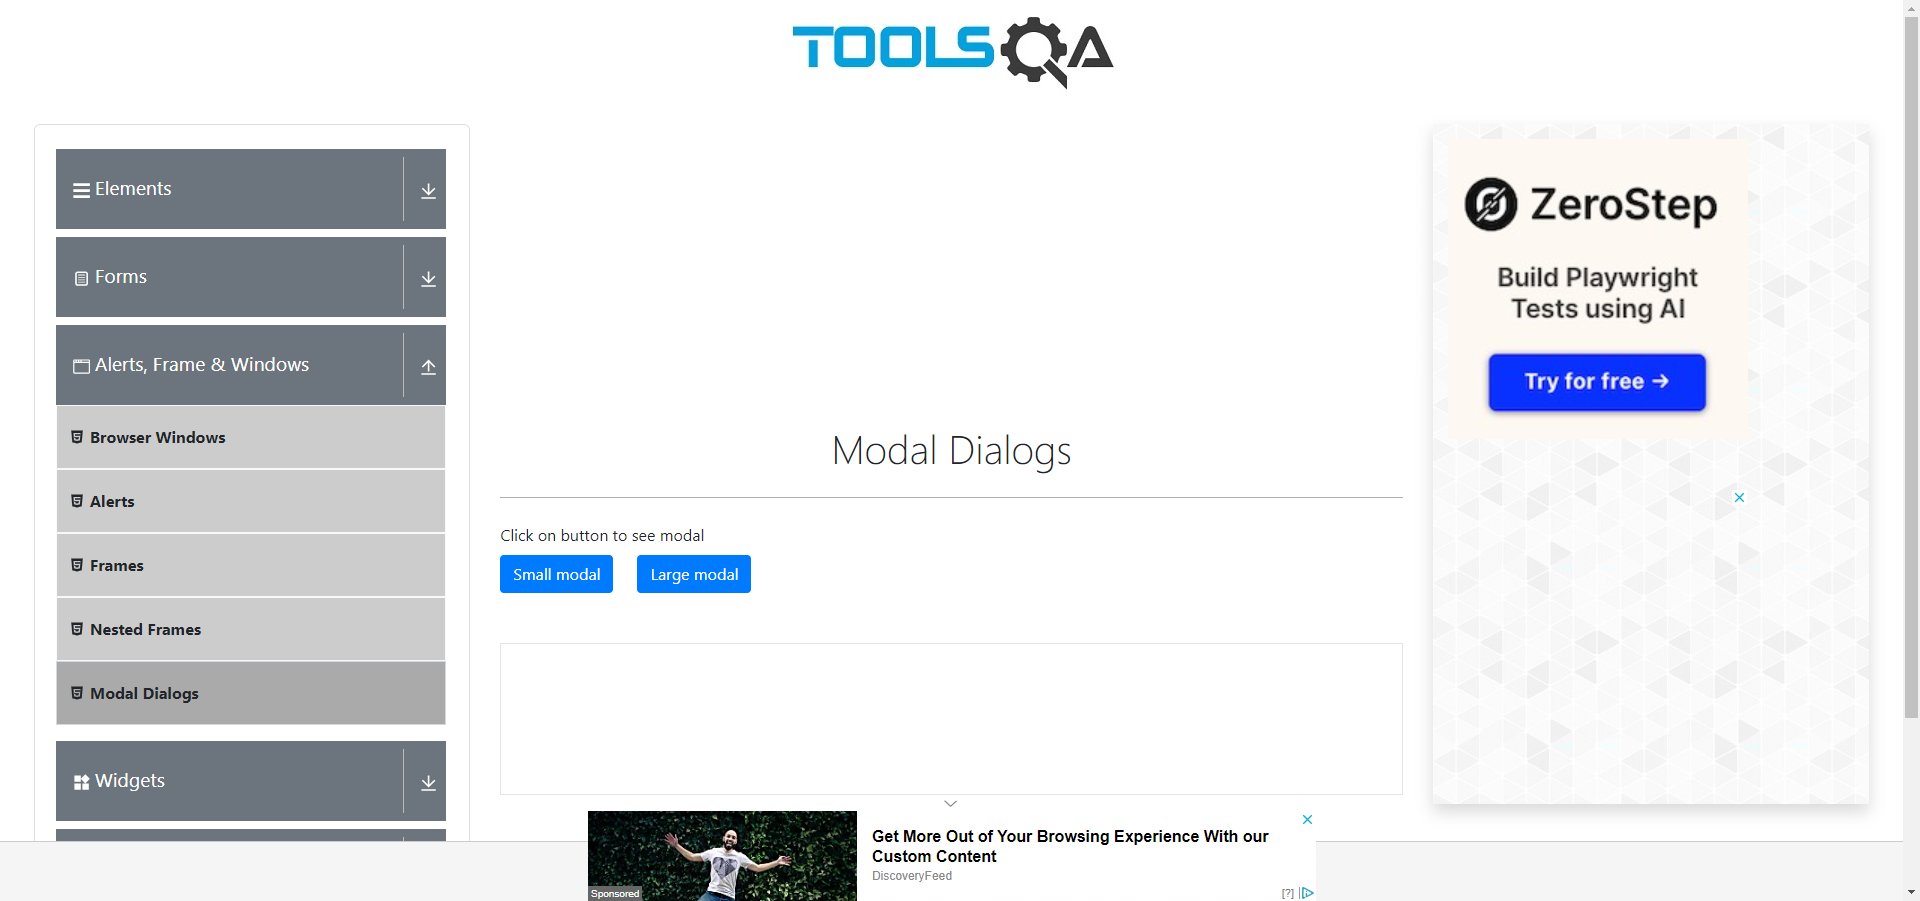 TOOLSQA
Elements
Forms
Alerts, Frame & Windows
Browser Windows
Alerts
Frames
Nested Frames
Modal Dialogs
Widgets
Modal Dialogs
Click on button to see modal
Small modal
Large modal
ZeroStep
Build Playwright
Tests using AI
Try for free →
Get More Out of Your Browsing Experience With our
Custom Content
DiscoveryFeed
Sponsored
[?]